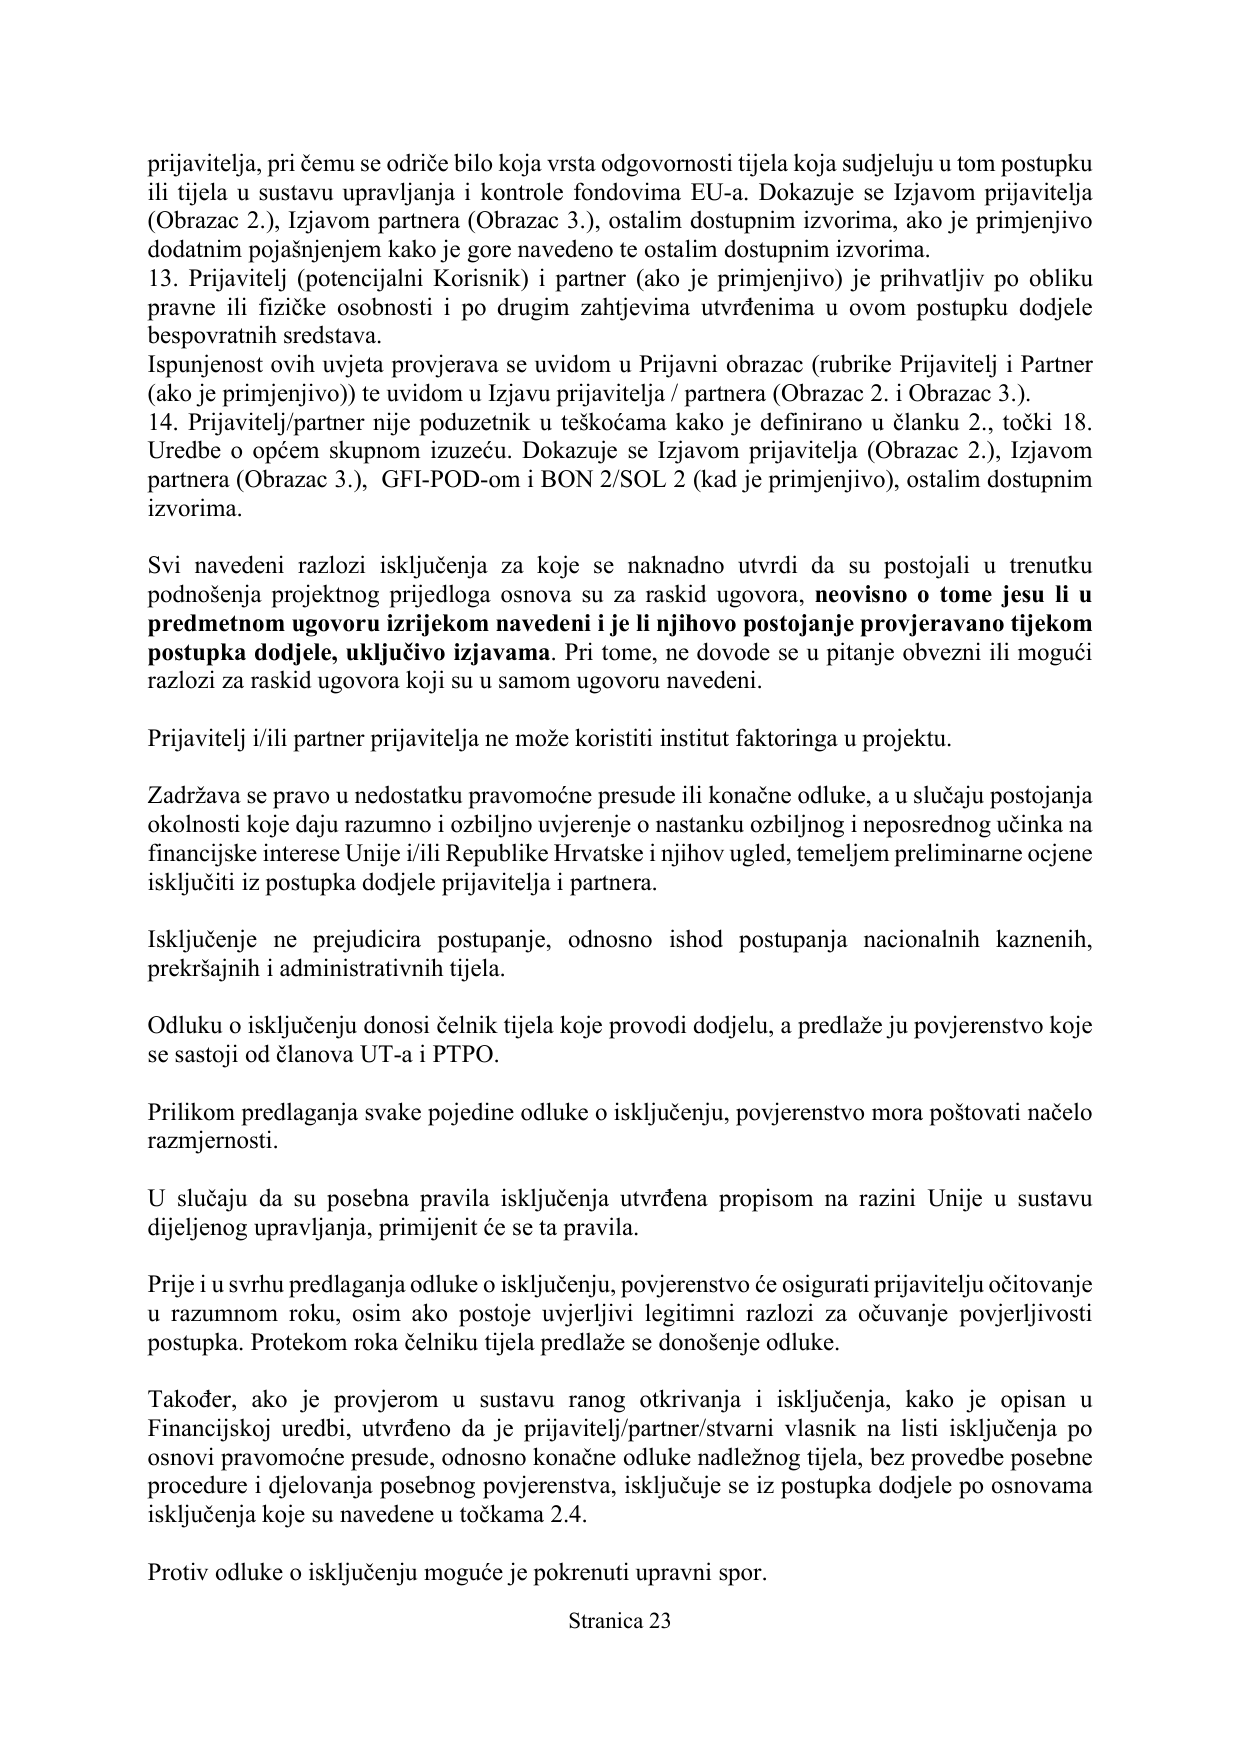 prijavitelja, pri čemu se odriče bilo koja vrsta odgovornosti tijela koja sudjeluju u tom postupku
ili tijela u sustavu upravljanja i kontrole fondovima EU-a. Dokazuje se Izjavom prijavitelja
(Obrazac 2.), Izjavom partnera (Obrazac 3.), ostalim dostupnim izvorima, ako je primjenjivo
dodatnim pojašnjenjem kako je gore navedeno te ostalim dostupnim izvorima.
13. Prijavitelj (potencijalni Korisnik) i partner (ako je primjenjivo) je prihvatljiv po obliku
pravne ili fizičke osobnosti i po drugim zahtjevima utvrđenima u ovom postupku dodjele
bespovratnih sredstava.
Ispunjenost ovih uvjeta provjerava se uvidom u Prijavni obrazac (rubrike Prijavitelj i Partner
(ako je primjenjivo)) te uvidom u Izjavu prijavitelja / partnera (Obrazac 2. i Obrazac 3.).
14. Prijavitelj/partner nije poduzetnik u teškoćama kako je definirano u članku 2., točki 18.
Uredbe o općem skupnom izuzeću. Dokazuje se Izjavom prijavitelja (Obrazac 2.), Izjavom
partnera (Obrazac 3.),  GFI-POD-om i BON 2/SOL 2 (kad je primjenjivo), ostalim dostupnim
izvorima.
Svi navedeni razlozi isključenja za koje se naknadno utvrdi da su postojali u trenutku
podnošenja projektnog prijedloga osnova su za raskid ugovora, neovisno o tome jesu li u
predmetnom ugovoru izrijekom navedeni i je li njihovo postojanje provjeravano tijekom
postupka dodjele, uključivo izjavama. Pri tome, ne dovode se u pitanje obvezni ili mogući
razlozi za raskid ugovora koji su u samom ugovoru navedeni.
Prijavitelj i/ili partner prijavitelja ne može koristiti institut faktoringa u projektu.
Zadržava se pravo u nedostatku pravomoćne presude ili konačne odluke, a u slučaju postojanja
okolnosti koje daju razumno i ozbiljno uvjerenje o nastanku ozbiljnog i neposrednog učinka na
financijske interese Unije i/ili Republike Hrvatske i njihov ugled, temeljem preliminarne ocjene
isključiti iz postupka dodjele prijavitelja i partnera.
Isključenje ne prejudicira postupanje, odnosno ishod postupanja nacionalnih kaznenih,
prekršajnih i administrativnih tijela.
Odluku o isključenju donosi čelnik tijela koje provodi dodjelu, a predlaže ju povjerenstvo koje
se sastoji od članova UT-a i PTPO.
Prilikom predlaganja svake pojedine odluke o isključenju, povjerenstvo mora poštovati načelo
razmjernosti.
U slučaju da su posebna pravila isključenja utvrđena propisom na razini Unije u sustavu
dijeljenog upravljanja, primijenit će se ta pravila.
Prije i u svrhu predlaganja odluke o isključenju, povjerenstvo će osigurati prijavitelju očitovanje
u razumnom roku, osim ako postoje uvjerljivi legitimni razlozi za očuvanje povjerljivosti
postupka. Protekom roka čelniku tijela predlaže se donošenje odluke.
Također, ako je provjerom u sustavu ranog otkrivanja i isključenja, kako je opisan u
Financijskoj uredbi, utvrđeno da je prijavitelj/partner/stvarni vlasnik na listi isključenja po
osnovi pravomoćne presude, odnosno konačne odluke nadležnog tijela, bez provedbe posebne
procedure i djelovanja posebnog povjerenstva, isključuje se iz postupka dodjele po osnovama
isključenja koje su navedene u točkama 2.4.
Protiv odluke o isključenju moguće je pokrenuti upravni spor.
Stranica 23